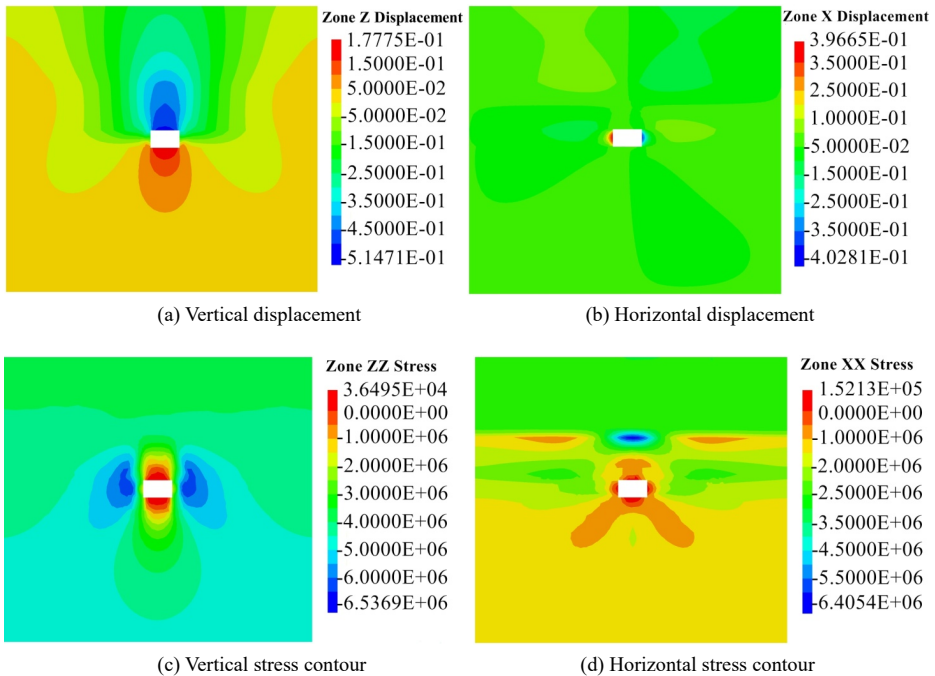 Zone Z Displacement
1.7775E-01
1.5000E-01
5.0000E-02
-5.0000E-02
-1.5000E-01
-2.5000E-01
-3.5000E-01
-4.5000E-01
-5.1471E-01
(a) Vertical displacement
Zone X Displacement
3.9665E-01
3.5000E-01
2.5000E-01
1.5000E-01
-5.0000E-02
-1.5000E-01
-2.5000E-01
-3.5000E-01
-4.0281E-01
(b) Horizontal displacement
Zone ZZ Stress
3.6495E+04
0.0000E+00
-1.0000E+06
-2.0000E+06
-3.0000E+06
-4.0000E+06
-5.0000E+06
-6.0000E+06
-6.5369E+06
(c) Vertical stress contour
Zone XX Stress
1.5213E+05
0.0000E+00
-1.0000E+06
-2.0000E+06
-2.5000E+06
-3.5000E+06
-4.5000E+06
-5.5000E+06
-6.4054E+06
(d) Horizontal stress contour